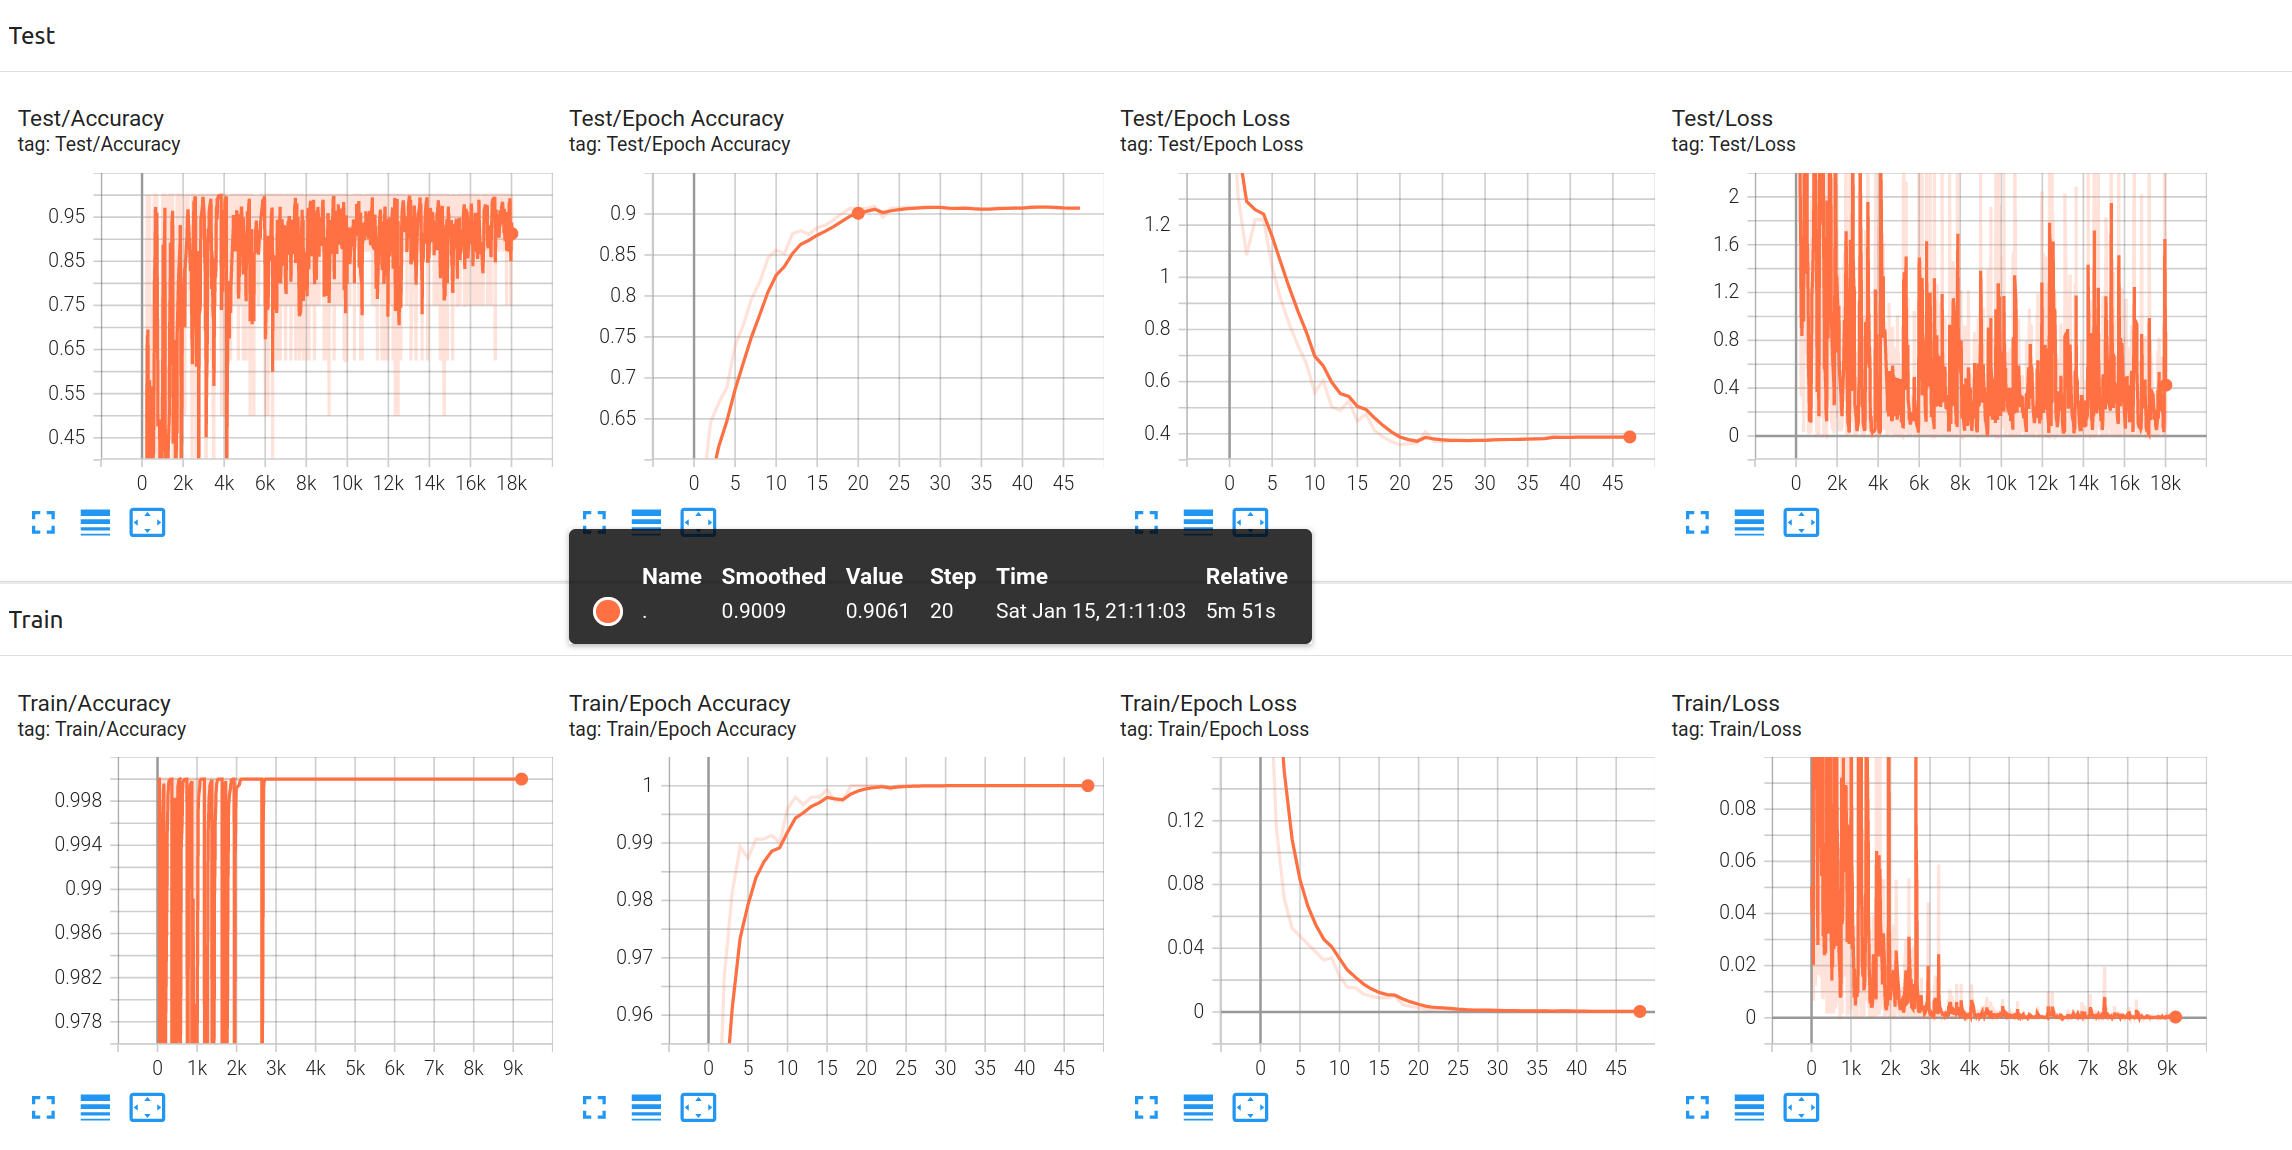 Test
Test/Accuracy
tag: Test/Accuracy
0.95
0.85
0.75
0.65
0.55
0.45
0 2k 4k 6k 8k 10k 12k 14k 16k 18k
Test/Epoch Accuracy
tag: Test/Epoch Accuracy
0.9
0.85
0.8
0.75
0.7
0.65
0 5 10 15 20 25 30 35 40 45
Test/Epoch Loss
tag: Test/Epoch Loss
1.2
1
0.8
0.6
0.4
0 5 10 15 20 25 30 35 40 45
Test/Loss
tag: Test/Loss
2
1.6
1.2
0.8
0.4
0
0 2k 4k 6k 8k 10k 12k 14k 16k 18k
Name Smoothed Value Step Time Relative
. 0.9009 0.9061 20 Sat Jan 15, 21:11:03 5m 51s
Train
Train/Accuracy
tag: Train/Accuracy
0.998
0.994
0.99
0.986
0.982
0.978
0 1k 2k 3k 4k 5k 6k 7k 8k 9k
Train/Epoch Accuracy
tag: Train/Epoch Accuracy
1
0.99
0.98
0.97
0.96
0 5 10 15 20 25 30 35 40 45
Train/Epoch Loss
tag: Train/Epoch Loss
0.12
0.08
0.04
0
0 5 10 15 20 25 30 35 40 45
Train/Loss
tag: Train/Loss
0.08
0.06
0.04
0.02
0
0 1k 2k 3k 4k 5k 6k 7k 8k 9k